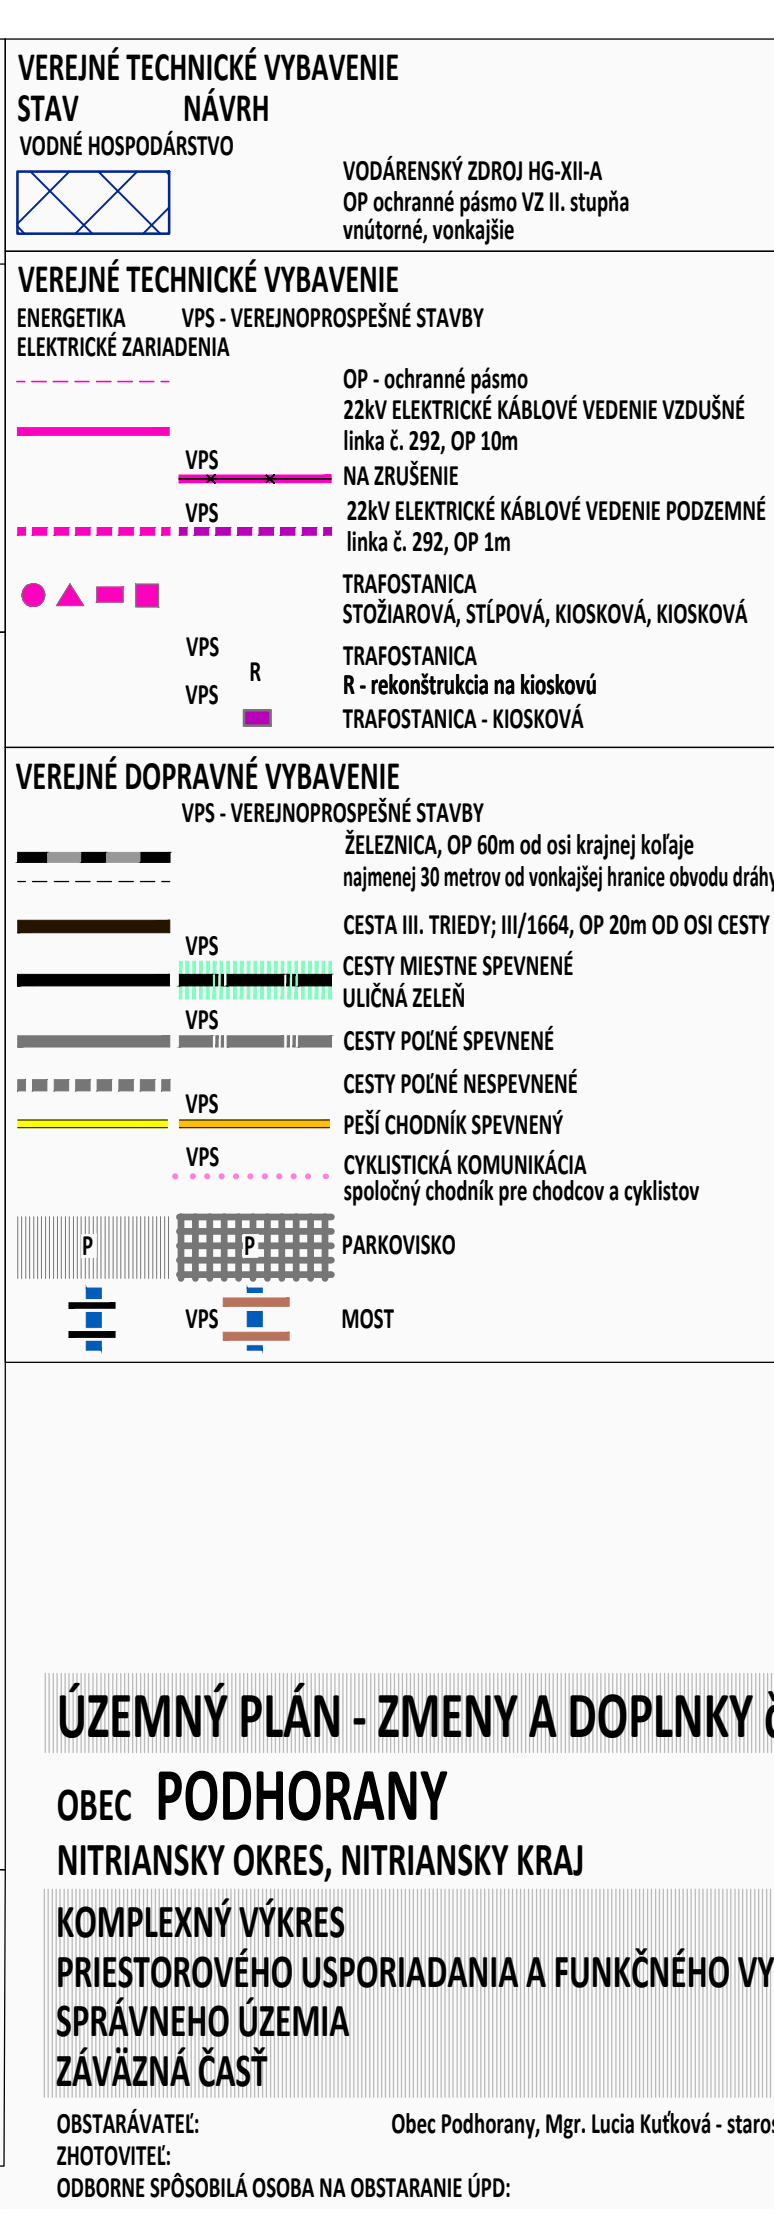 VEREJNÉ TECHNICKÉ VYBAVENIE
STAV NÁVRH
VODNÉ HOSPODÁRSTVO
VODÁRENSKÝ ZDROJ HG-XII-A
OP ochranné pásmo VZ II. stupňa
vnútorné, vonkajšie
VEREJNÉ TECHNICKÉ VYBAVENIE
ENERGETIKA VPS - VEREJNOPROSPEŠNÉ STAVBY
ELEKTRICKÉ ZARIADENIA
OP - ochranné pásmo
22kV ELEKTRICKÉ KÁBLOVÉ VEDENIE VZDUŠNÉ
linka č. 292, OP 10m
VPS
NA ZRUŠENIE
VPS 22kV ELEKTRICKÉ KÁBLOVÉ VEDENIE PODZEMNÉ
linka č. 292, OP 1m
TRAFOSTANICA
STOŽIAROVÁ, STĹPOVÁ, KIOSKOVÁ, KIOSKOVÁ
VPS TRAFOSTANICA
R
VPS R - rekonštrukcia na kioskovú
TRAFOSTANICA - KIOSKOVÁ
VEREJNÉ DOPRAVNÉ VYBAVENIE
VPS - VEREJNOPROSPEŠNÉ STAVBY
ŽELEZNICA, OP 60m od osi krajnej koľaje
najmenej 30 metrov od vonkajšej hranice obvodu dráhy
CESTA III. TRIEDY; III/1664, OP 20m OD OSI CESTY
VPS
CESTY MIESTNE SPEVNENÉ
ULIČNÁ ZELEŇ
VPS
CESTY POĽNÉ SPEVNENÉ
CESTY POĽNÉ NESPEVNENÉ
VPS
PEŠÍ CHODNÍK SPEVNENÝ
VPS CYKLISTICKÁ KOMUNIKÁCIA
spoločný chodník pre chodcov a cyklistov
P P PARKOVISKO
VPS MOST
ÚZEMNÝ PLÁN - ZMENY A DOPLNKY č
OBEC PODHORANY
NITRIANSKY OKRES, NITRIANSKY KRAJ
KOMPLEXNÝ VÝKRES
PRIESTOROVÉHO USPORIADANIA A FUNKČNÉHO VY
SPRÁVNEHO ÚZEMIA
ZÁVÄZNÁ ČASŤ
OBSTARÁVATEĽ: Obec Podhorany, Mgr. Lucia Kuťková - staros
ZHOTOVITEĽ:
ODBORNE SPÔSOBILÁ OSOBA NA OBSTARANIE ÚPD: